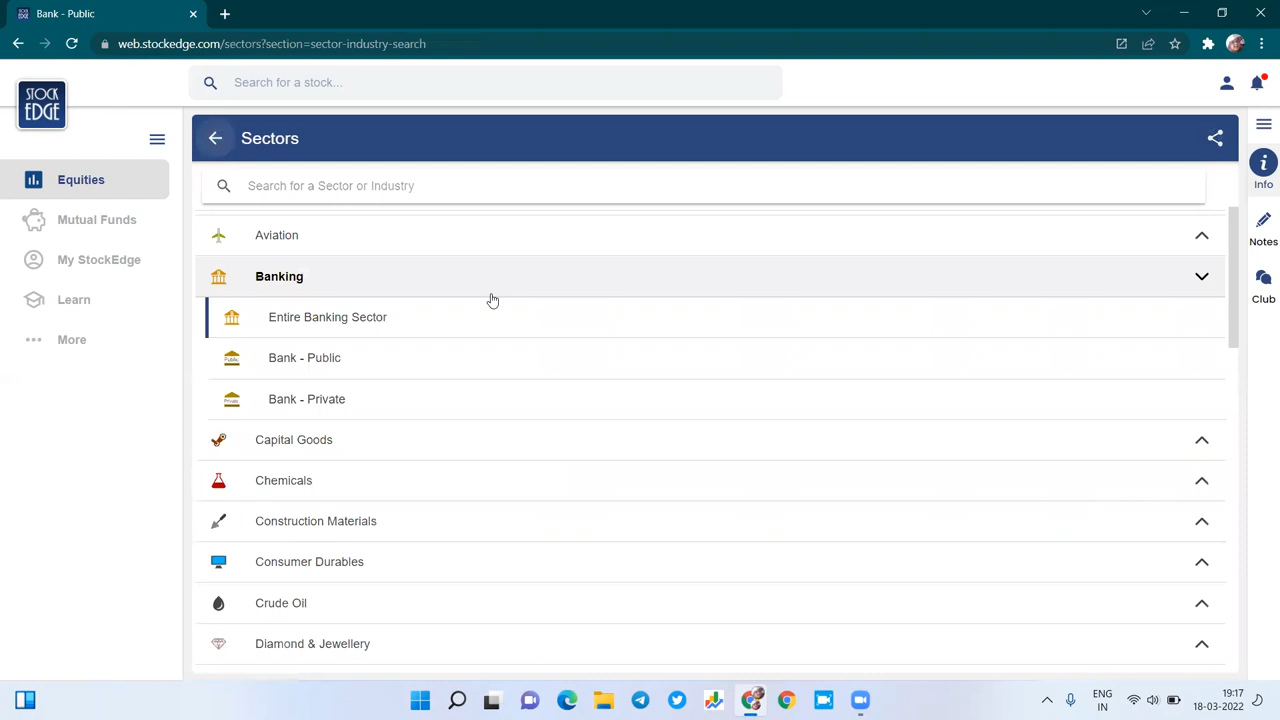 Bank - Public
web.stockedge.com/sectors?section=sector-industry-search
STOCK
EDGE
Search for a stock...
Sectors
Equities
Mutual Funds
My StockEdge
Learn
More
Search for a Sector or Industry
Aviation
Banking
Entire Banking Sector
Bank - Public
Bank - Private
Capital Goods
Chemicals
Construction Materials
Consumer Durables
Crude Oil
Diamond & Jewellery
Info
Notes
Club
ENG
IN
19:17
18-03-2022